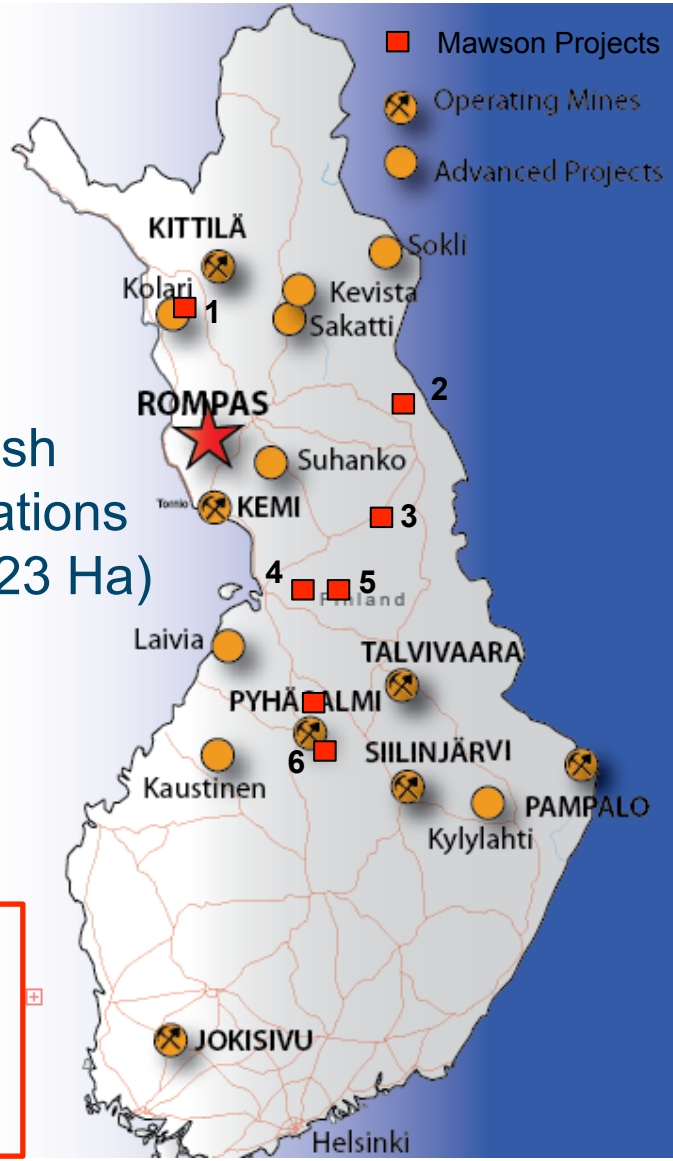 Mawson Projects
Operating Mines
Advanced Projects
KITTILÄ
Sokli
Kolari
Kevista
1
Sakatti
2
ROMPAS
sh
Suhanko
ations
Tornio
KEMI
3
23 Ha)
4
5
Finland
Laivia
TALVIVAARA
PYHÄSALMI
6
SIILINJÄRVI
Kaustinen
PAMPALO
Kylylahti
JOKISIVU
Helsinki